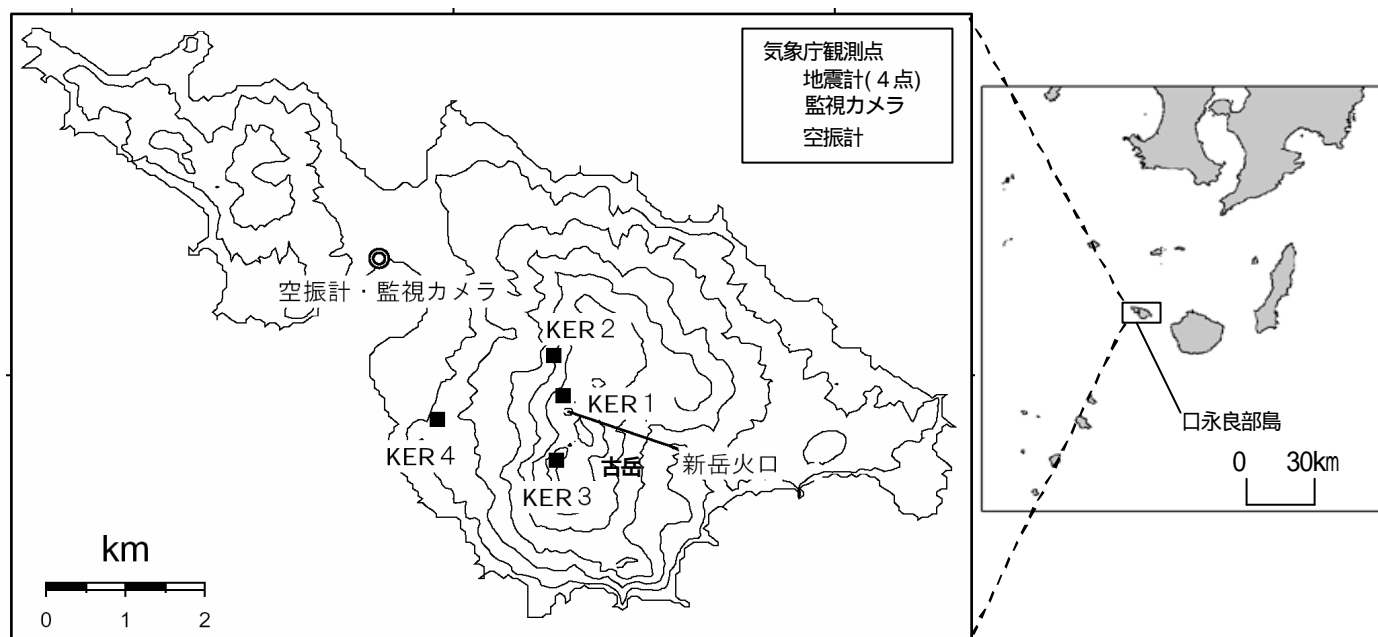 気象庁観測点
地震計(４点)
監視カメラ
空振計
空振計・監視カメラ
KER２
KER１
KER４
古岳
新岳火口
KER３
口永良部島
0 30km
km
0 1 2